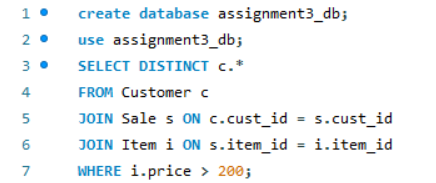 1 create database assignment3_db;
2 use assignment3_db;
3 SELECT DISTINCT c.*
4 FROM Customer c
5 JOIN Sale s ON c.cust_id = s.cust_id
6 JOIN Item i ON s.item_id = i.item_id
7 WHERE i.price > 200;